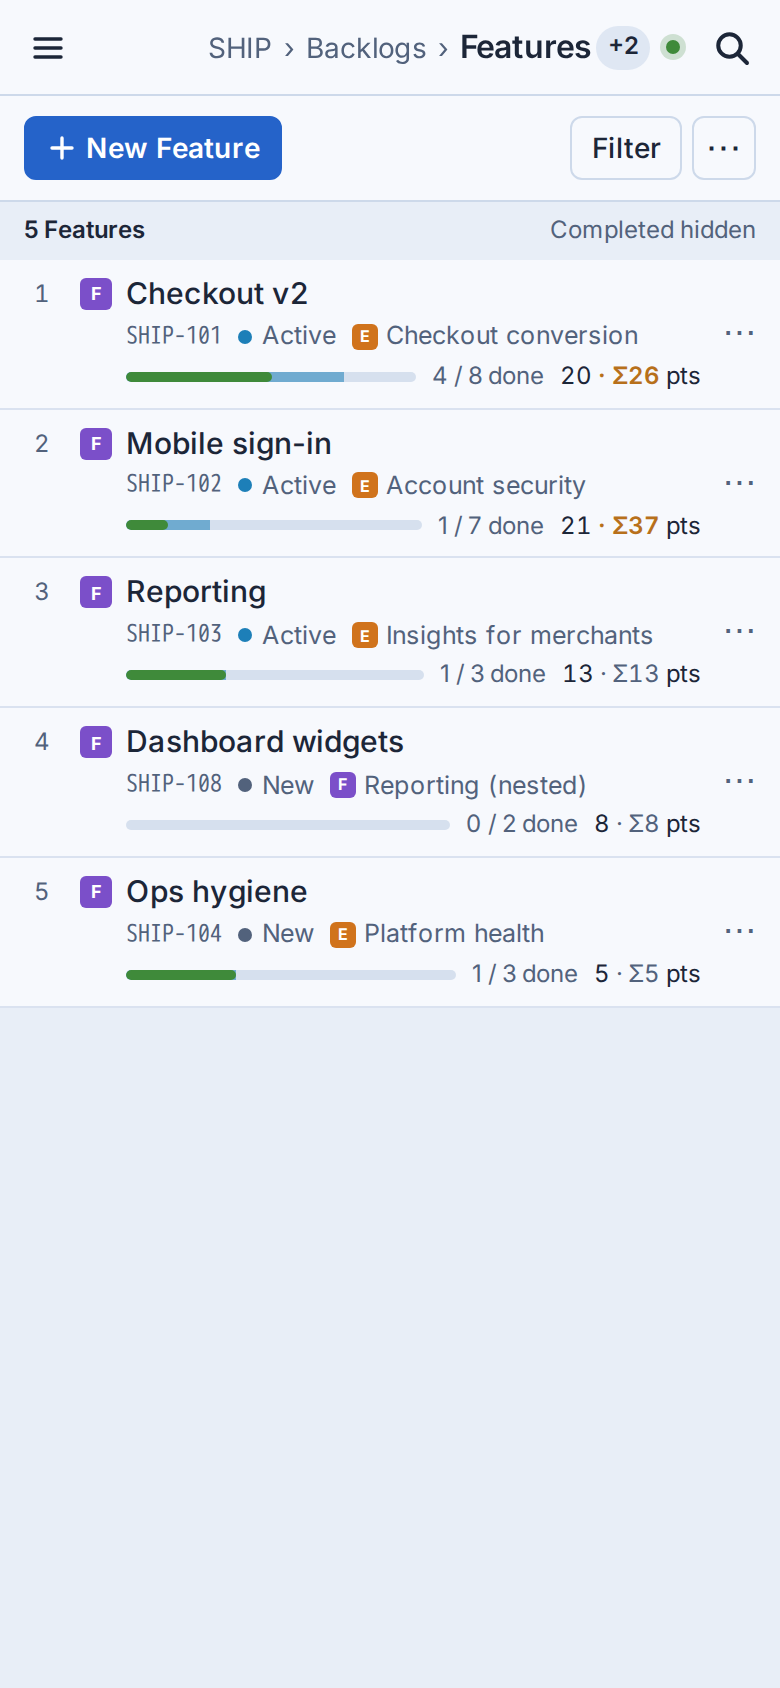 SHIP › Backlogs › Features +2
+ New Feature Filter ···
5 Features Completed hidden
1 F Checkout v2
SHIP-101 Active E Checkout conversion ···
4 / 8 done 20 · Σ26 pts
2 F Mobile sign-in
SHIP-102 Active E Account security ···
1 / 7 done 21 · Σ37 pts
3 F Reporting
SHIP-103 Active E Insights for merchants ···
1 / 3 done 13 · Σ13 pts
4 F Dashboard widgets
SHIP-108 New F Reporting (nested) ···
0 / 2 done 8 · Σ8 pts
5 F Ops hygiene
SHIP-104 New E Platform health ···
1 / 3 done 5 · Σ5 pts